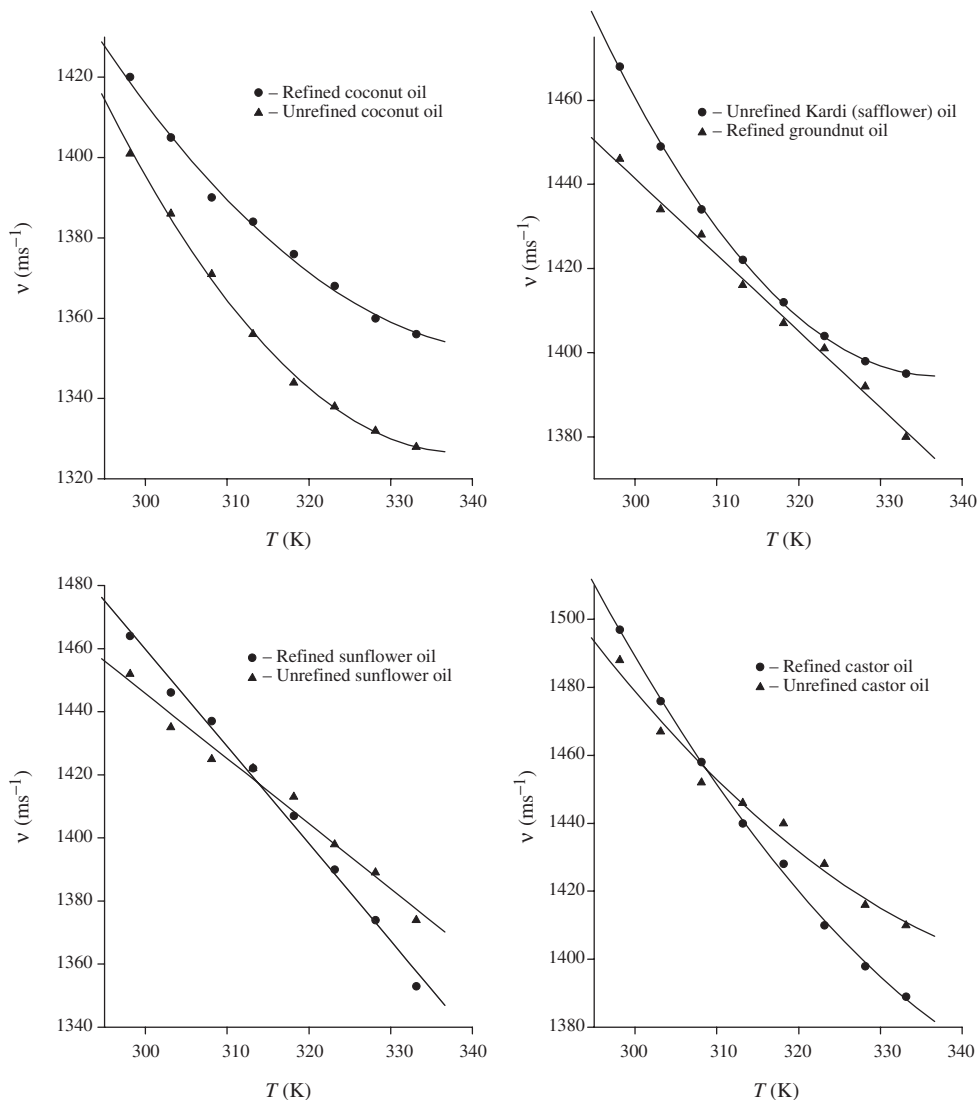 1420
1400
1380
1360
1340
1320
ν (ms−1)
● – Refined coconut oil
▲ – Unrefined coconut oil
300 310 320 330 340
T (K)
1460
1440
1420
1400
1380
ν (ms−1)
● – Unrefined Kardi (safflower) oil
▲ – Refined groundnut oil
300 310 320 330 340
T (K)
1480
1460
1440
1420
1400
1380
1360
1340
ν (ms−1)
● – Refined sunflower oil
▲ – Unrefined sunflower oil
300 310 320 330 340
T (K)
1500
1480
1460
1440
1420
1400
1380
ν (ms−1)
● – Refined castor oil
▲ – Unrefined castor oil
300 310 320 330 340
T (K)